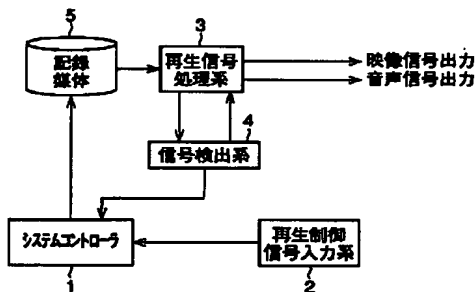 5
記録
媒体
3
再生信号
処理系
映像信号出力
音声信号出力
4
信号検出系
システムコントローラ
1
再生制御
信号入力系
2